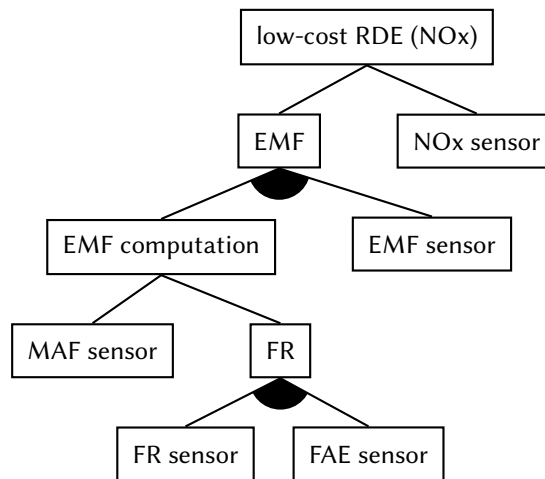 low-cost RDE (NOx)
EMF
NOx sensor
EMF computation
EMF sensor
MAF sensor
FR
FR sensor
FAE sensor